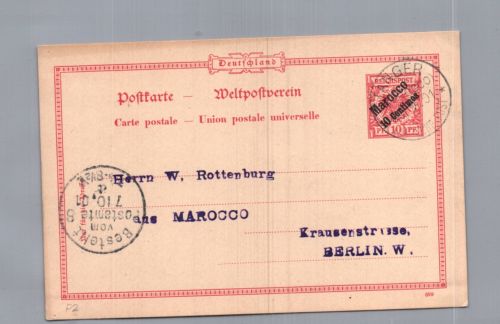 Deutschland
Postkarte — Weltpostverein
Carte postale — Union postale universelle
REICHSPOST
Marocco
10 Centimos
10
Herrn W. Rottenburg
aus MAROCCO
Krausenstrasse,
BERLIN. W.
Bestellt
vom
Postamte 8
7.10.01
P2